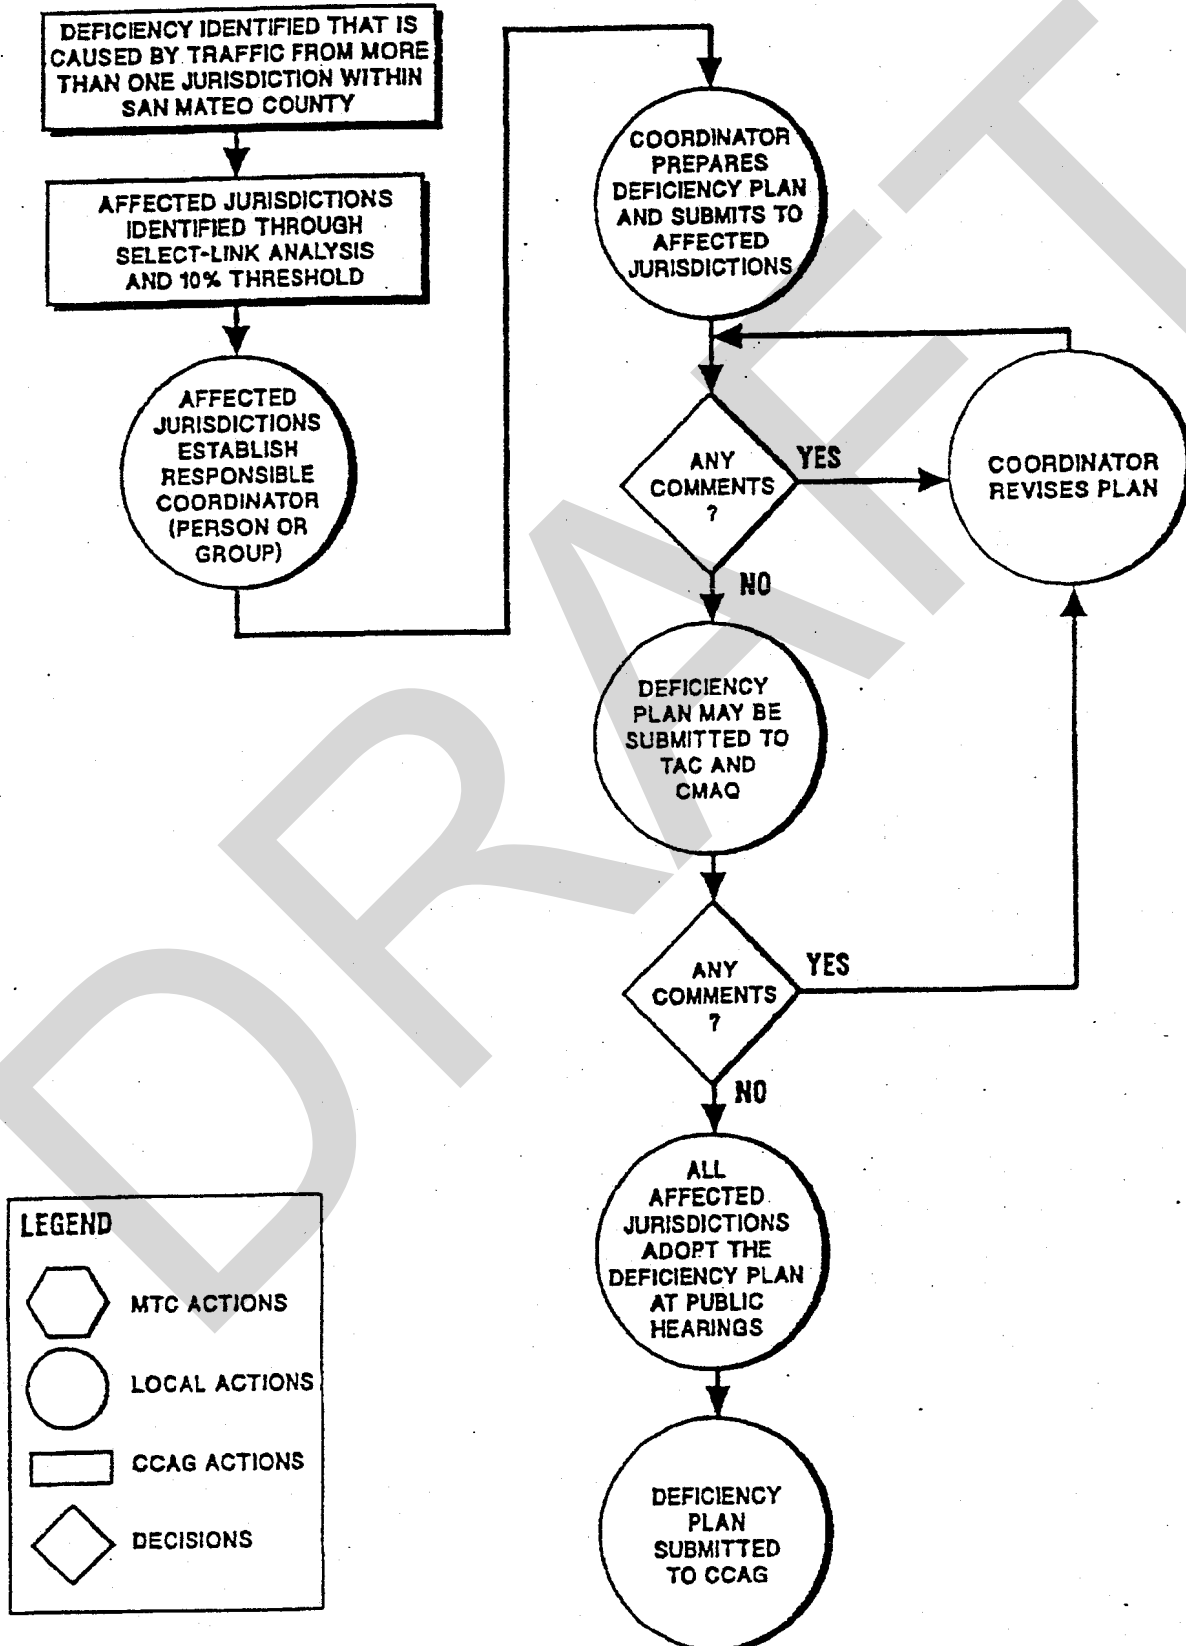 DEFICIENCY IDENTIFIED THAT IS
CAUSED BY TRAFFIC FROM MORE
THAN ONE JURISDICTION WITHIN
SAN MATEO COUNTY
AFFECTED JURISDICTIONS
IDENTIFIED THROUGH
SELECT-LINK ANALYSIS
AND 10% THRESHOLD
AFFECTED
JURISDICTIONS
ESTABLISH
RESPONSIBLE
COORDINATOR
(PERSON OR
GROUP)
COORDINATOR
PREPARES
DEFICIENCY PLAN
AND SUBMITS TO
AFFECTED
JURISDICTIONS
ANY
COMMENTS
?
YES
COORDINATOR
REVISES PLAN
NO
DEFICIENCY
PLAN MAY BE
SUBMITTED TO
TAC AND
CMAQ
ANY
COMMENTS
?
YES
NO
ALL
AFFECTED
JURISDICTIONS
ADOPT THE
DEFICIENCY PLAN
AT PUBLIC
HEARINGS
DEFICIENCY
PLAN
SUBMITTED
TO CCAG
LEGEND
MTC ACTIONS
LOCAL ACTIONS
CCAG ACTIONS
DECISIONS
DRAFT